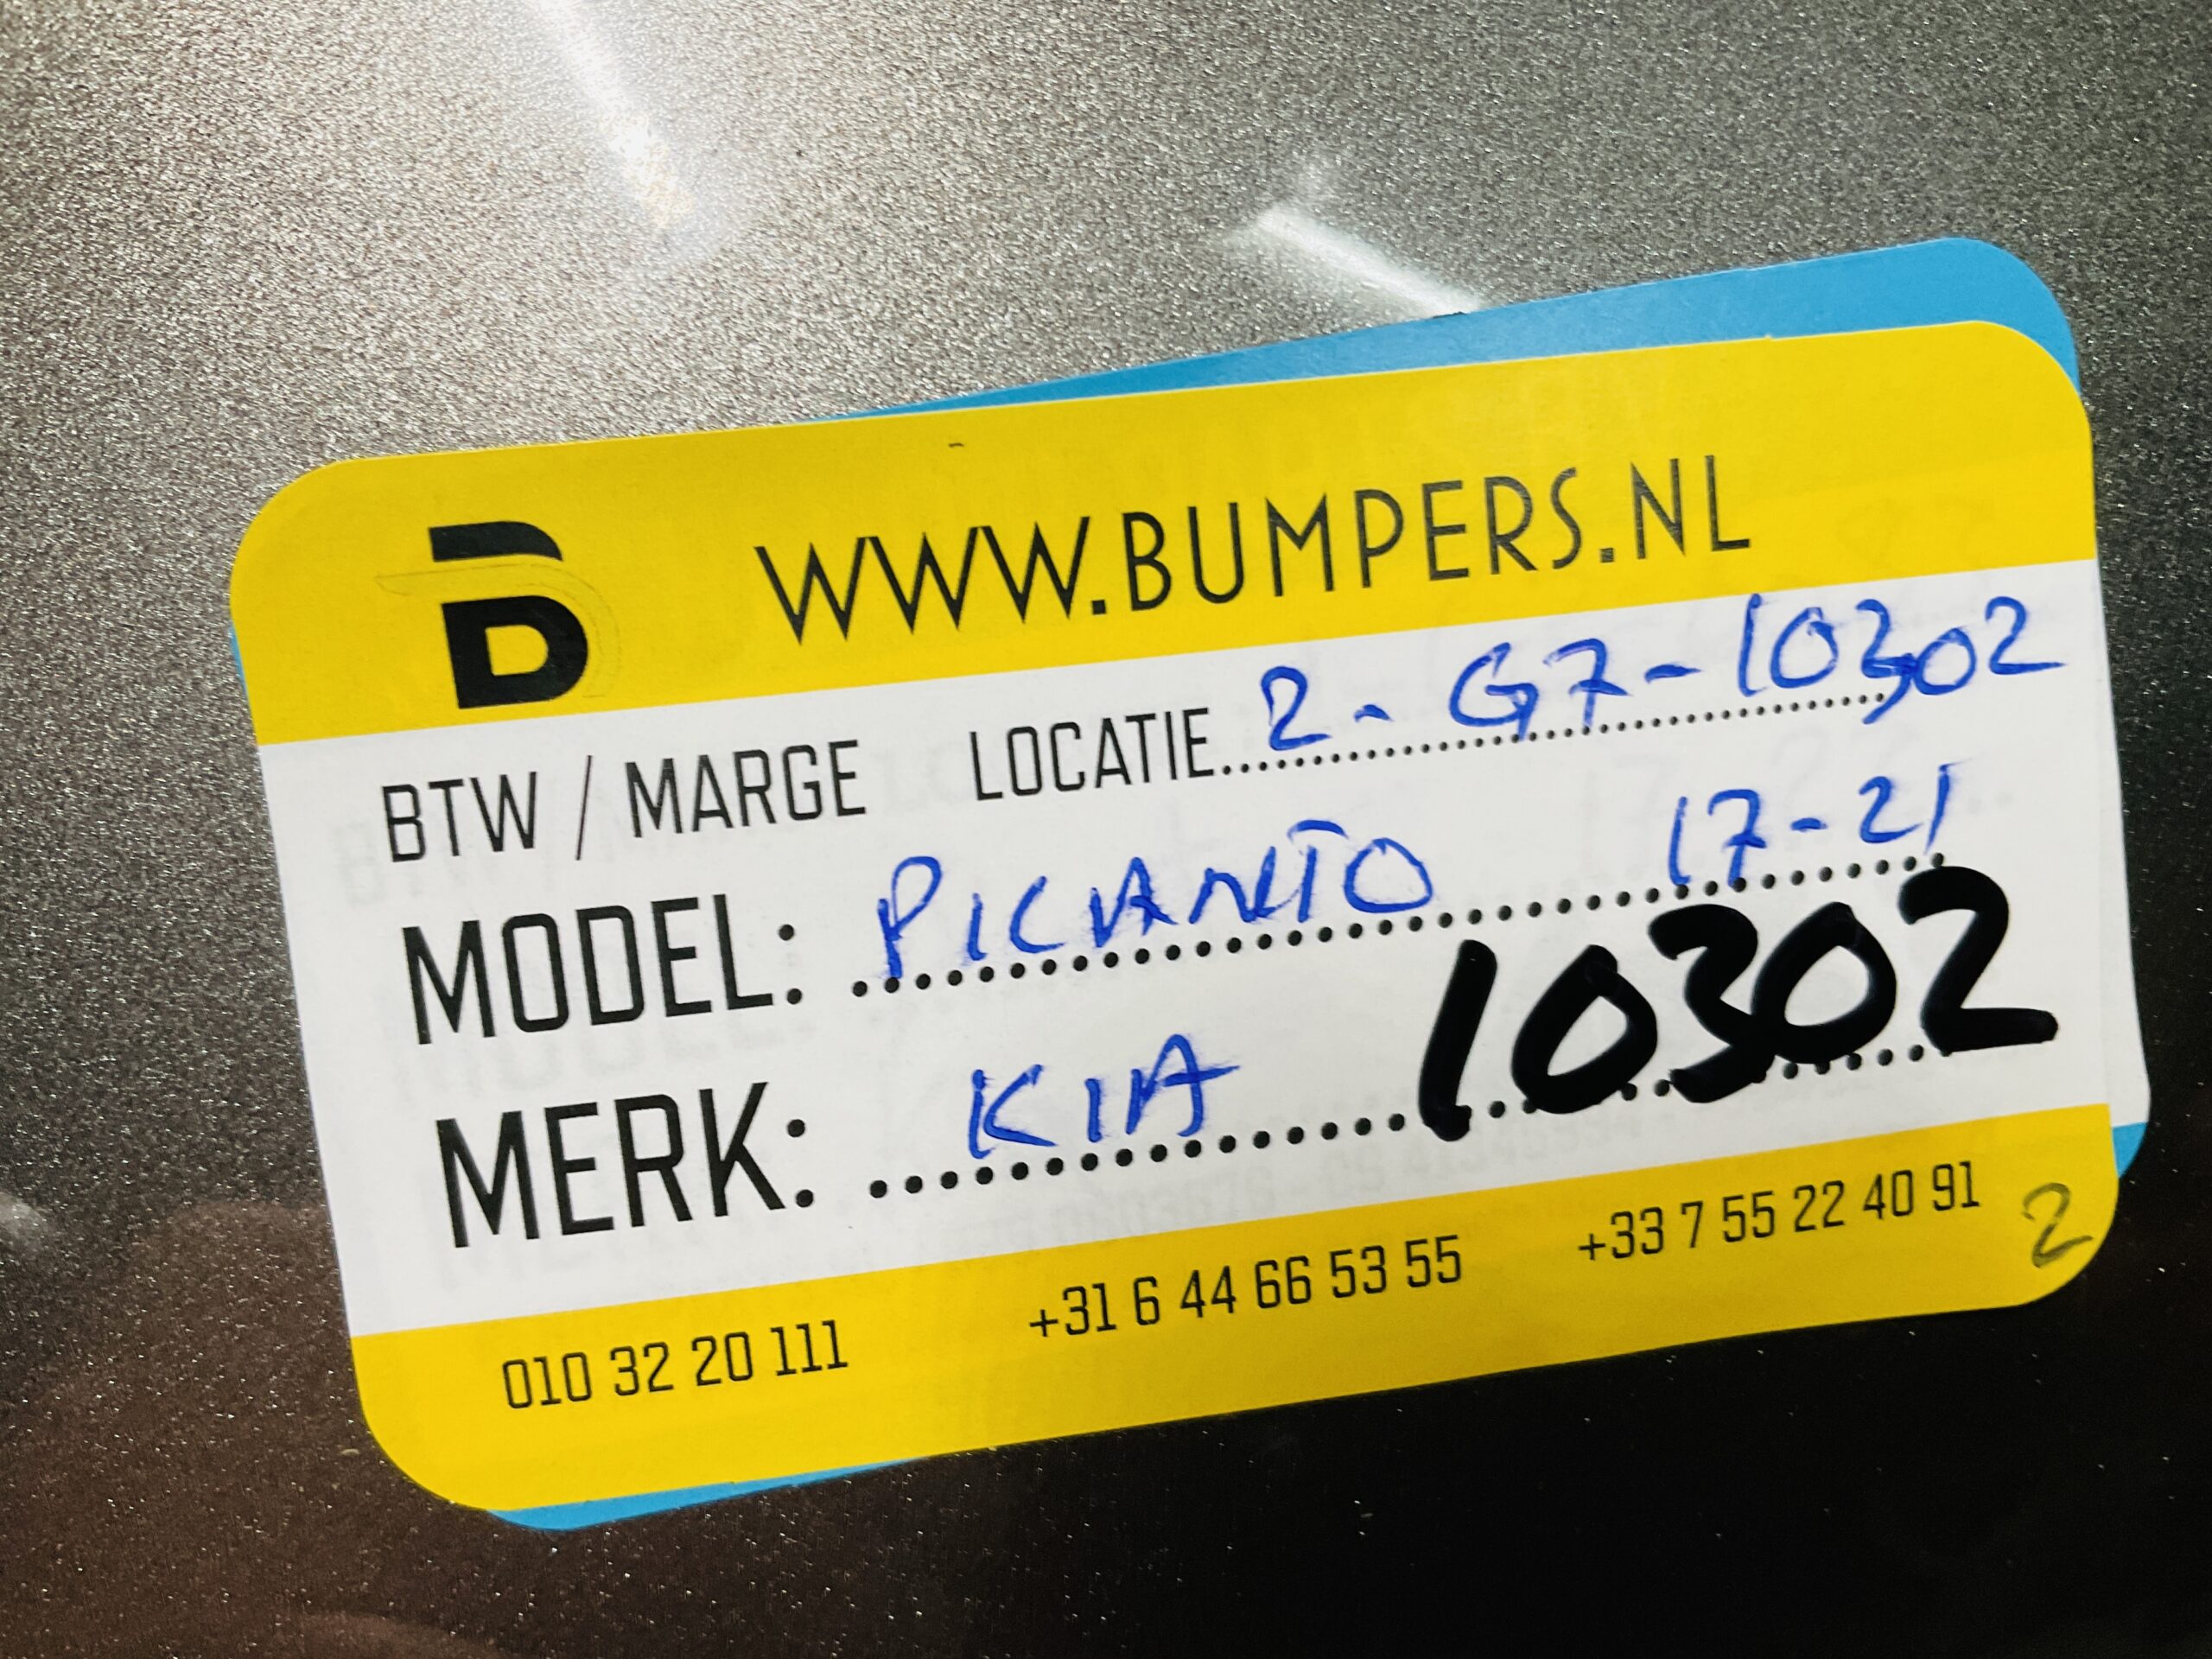 B WWW.BUMPERS.NL
BTW / MARGE LOCATIE 2 - G7 - 10302
MODEL: PICANTO 17-21
MERK: KIA 10302
010 32 20 111 +31 6 44 66 53 55 +33 7 55 22 40 91 2